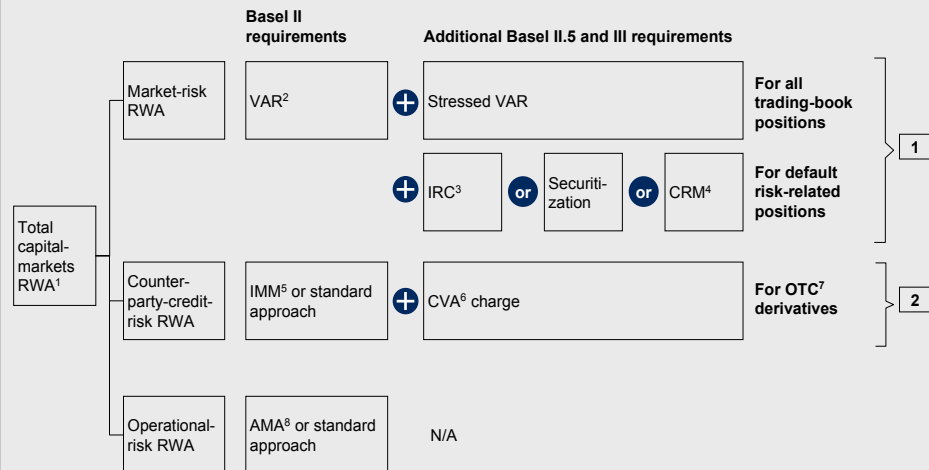 Basel II
requirements
Additional Basel II.5 and III requirements
Market-risk
RWA
VAR²
+
Stressed VAR
For all
trading-book
positions
1
+
IRC³
or
Securiti-
zation
or
CRM⁴
For default
risk-related
positions
Total
capital-
markets
RWA¹
Counter-
party-credit-
risk RWA
IMM⁵ or standard
approach
+
CVA⁶ charge
For OTC⁷
derivatives
2
Operational-
risk RWA
AMA⁸ or standard
approach
N/A